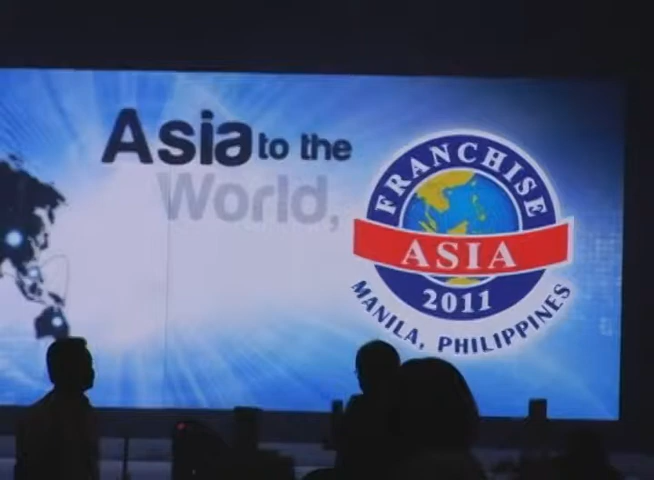 Asia to the
World,
FRANCHISE
ASIA
2011
MANILA, PHILIPPINES